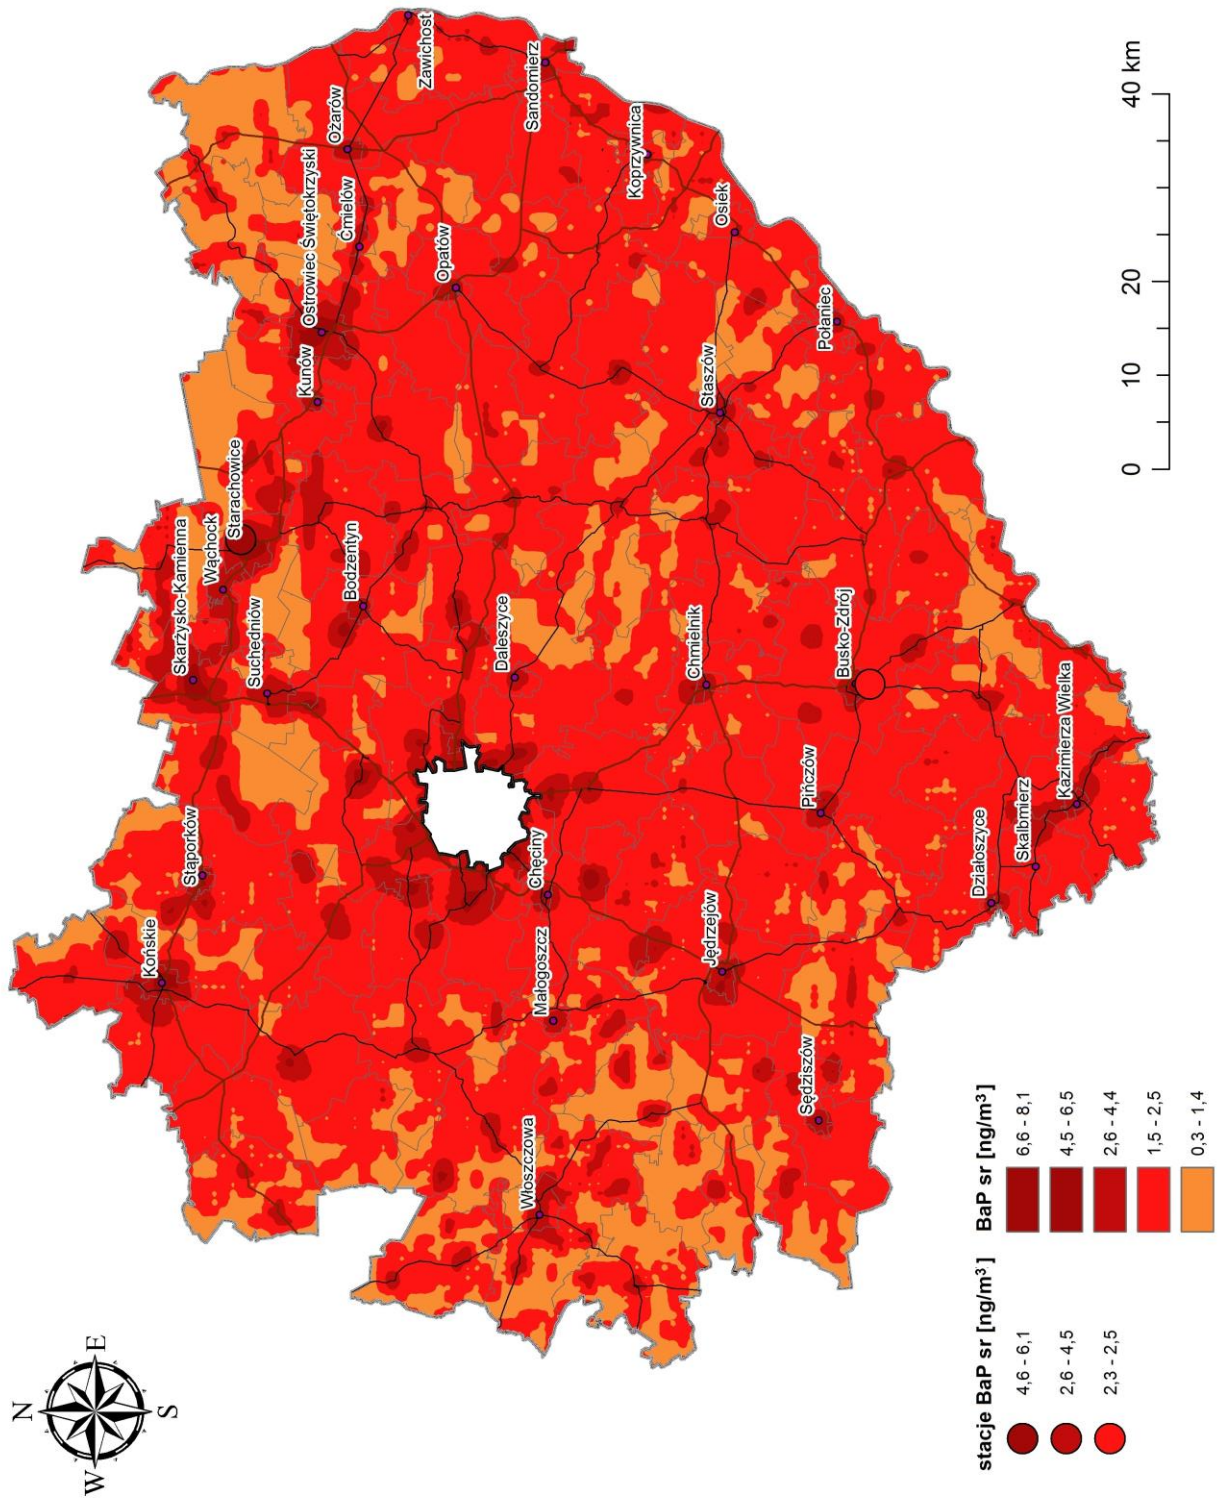 N
W
E
S
Końskie
Stąporków
Skarżysko-Kamienna
Wąchock
Starachowice
Suchedniów
Kunów
Ostrowiec Świętokrzyski
Ćmielów
Ożarów
Zawichost
Bodzentyn
Opatów
Sandomierz
Daleszyce
Chęciny
Małogoszcz
Włoszczowa
Koprzywnica
Osiek
Staszów
Chmielnik
Jędrzejów
Połaniec
Busko-Zdrój
Pińczów
Sędziszów
Działoszyce
Skalbmierz
Kazimierza Wielka
stacje BaP sr [ng/m³]
4,6 - 6,1
2,6 - 4,5
2,3 - 2,5
BaP sr [ng/m³]
6,6 - 8,1
4,5 - 6,5
2,6 - 4,4
1,5 - 2,5
0,3 - 1,4
0 10 20 40 km